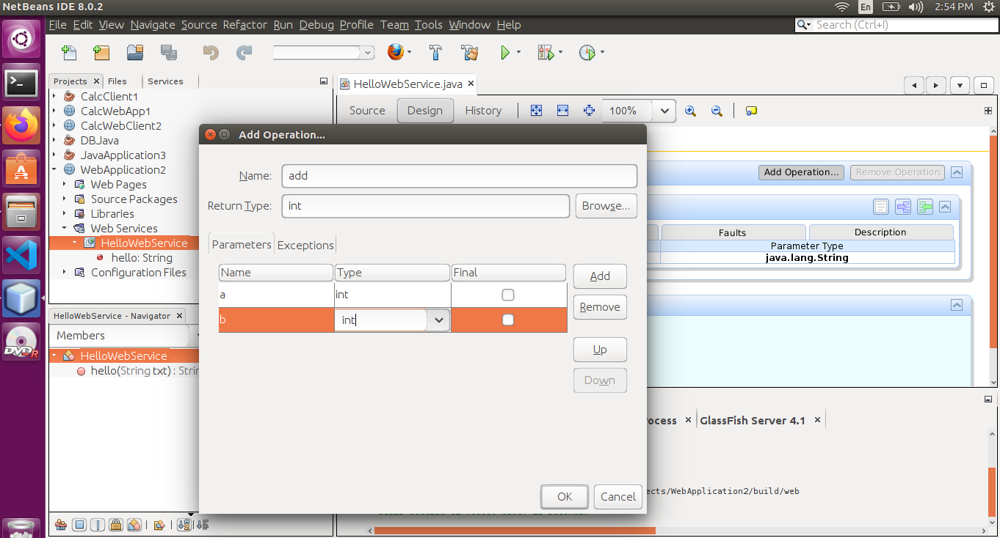 NetBeans IDE 8.0.2
En
2:54 PM
File Edit View Navigate Source Refactor Run Debug Profile Team Tools Window Help
Search (Ctrl+I)
Projects
Files
Services
CalcClient1
CalcWebApp1
CalcWebClient2
DBJava
JavaApplication3
WebApplication2
Web Pages
Source Packages
Libraries
Web Services
HelloWebService
hello: String
Configuration Files
HelloWebService - Navigator
Members
HelloWebService
hello(String txt) : Strin
HelloWebService.java
Source
Design
History
100%
Add Operation...
Remove Operation
Faults
Description
Parameter Type
java.lang.String
Add Operation...
Name:
add
Return Type:
int
Browse...
Parameters
Exceptions
Name
Type
Final
a
int
b
int
Add
Remove
Up
Down
OK
Cancel
ocess
GlassFish Server 4.1
ects/WebApplication2/build/web
DVD-R